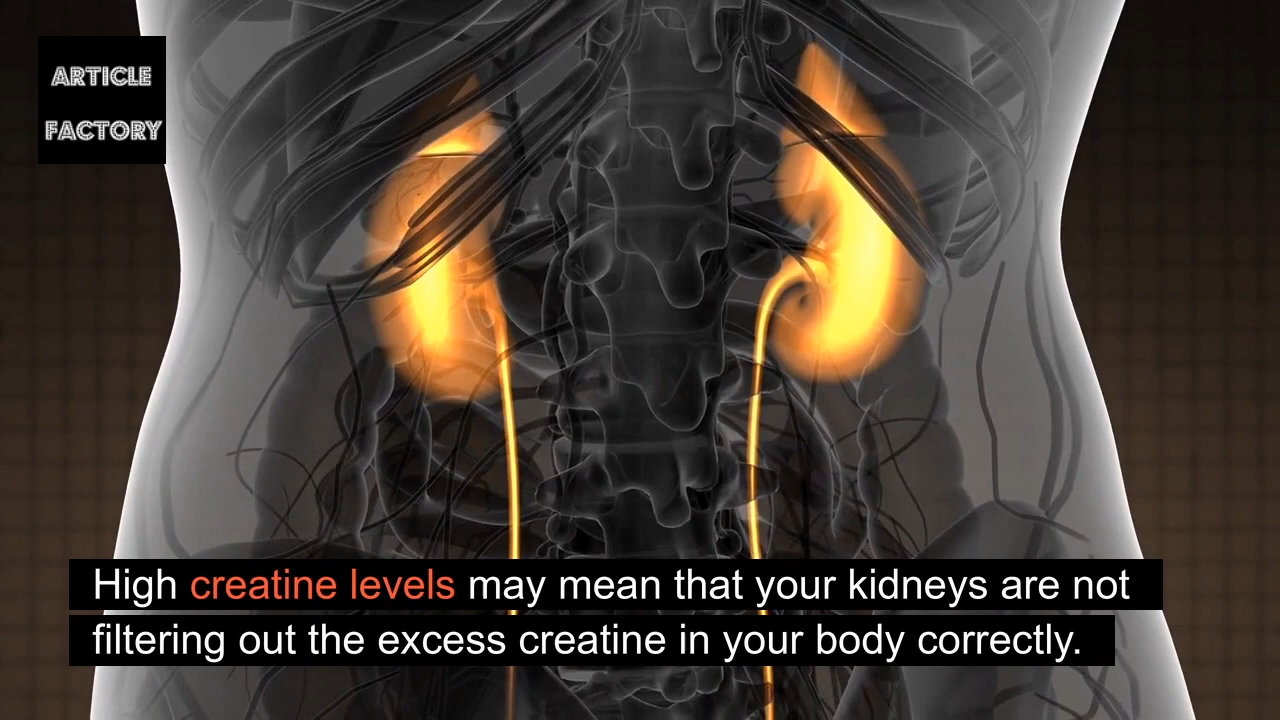 ARTICLE
FACTORY
High creatine levels may mean that your kidneys are not
filtering out the excess creatine in your body correctly.